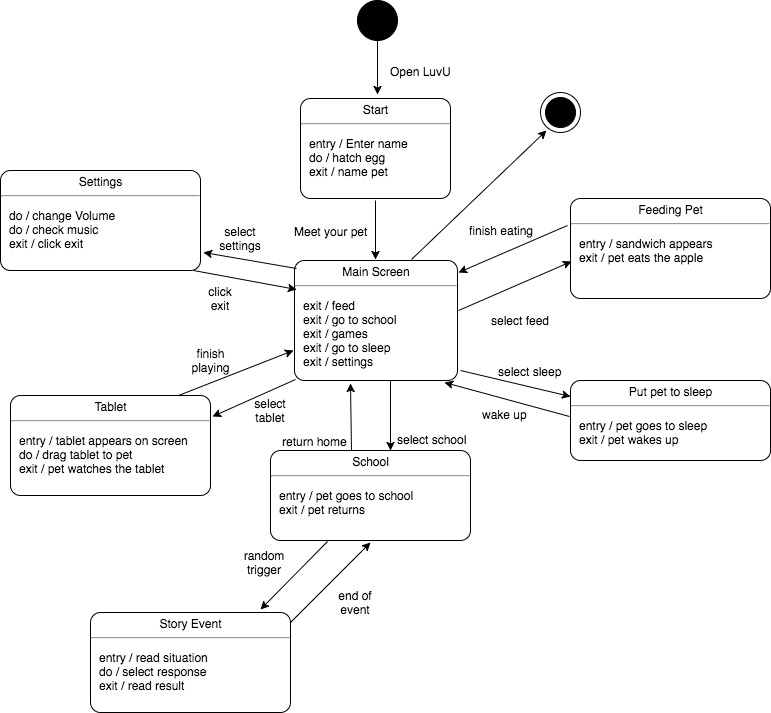 Open LuvU
Start
entry / Enter name
do / hatch egg
exit / name pet
Settings
do / change Volume
do / check music
exit / click exit
select
settings
Meet your pet
finish eating
Feeding Pet
entry / sandwich appears
exit / pet eats the apple
click
exit
Main Screen
exit / feed
exit / go to school
exit / games
exit / go to sleep
exit / settings
select feed
finish
playing
select sleep
Put pet to sleep
entry / pet goes to sleep
exit / pet wakes up
wake up
Tablet
entry / tablet appears on screen
do / drag tablet to pet
exit / pet watches the tablet
select
tablet
return home
select school
School
entry / pet goes to school
exit / pet returns
random
trigger
end of
event
Story Event
entry / read situation
do / select response
exit / read result